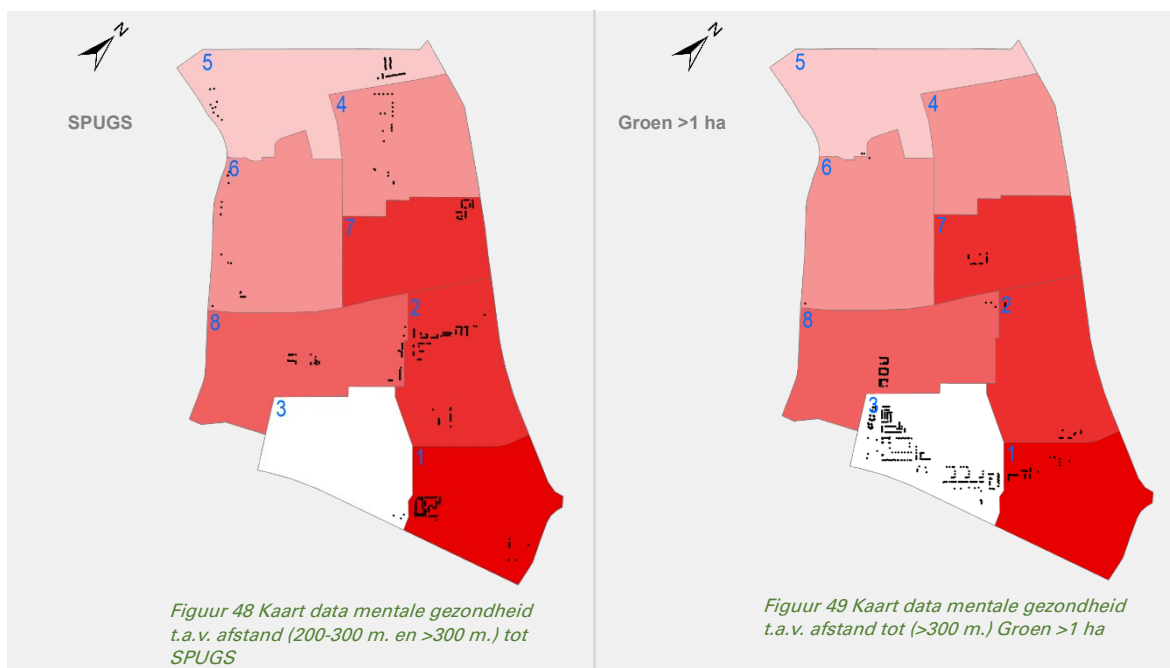 N
SPUGS
5
4
6
7
2
8
3
1
Figuur 48 Kaart data mentale gezondheid
t.a.v. afstand (200-300 m. en >300 m.) tot
SPUGS
N
Groen >1 ha
5
4
6
7
2
8
3
1
Figuur 49 Kaart data mentale gezondheid
t.a.v. afstand tot (>300 m.) Groen >1 ha